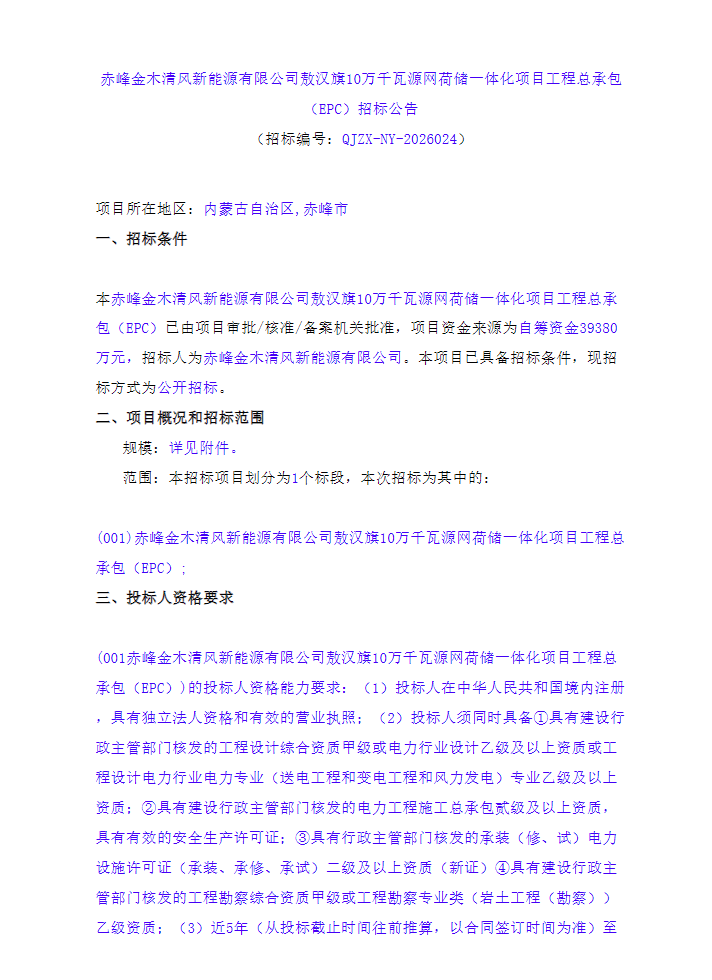 赤峰金木清风新能源有限公司敖汉旗10万千瓦源网荷储一体化项目工程总承包
（EPC）招标公告
（招标编号：QJZX-NY-2026024）
项目所在地区：内蒙古自治区,赤峰市
一、招标条件
本赤峰金木清风新能源有限公司敖汉旗10万千瓦源网荷储一体化项目工程总承
包（EPC）已由项目审批/核准/备案机关批准，项目资金来源为自筹资金39380
万元，招标人为赤峰金木清风新能源有限公司。本项目已具备招标条件，现招
标方式为公开招标。
二、项目概况和招标范围
规模：详见附件。
范围：本招标项目划分为1个标段，本次招标为其中的：
(001)赤峰金木清风新能源有限公司敖汉旗10万千瓦源网荷储一体化项目工程总
承包（EPC）;
三、投标人资格要求
(001赤峰金木清风新能源有限公司敖汉旗10万千瓦源网荷储一体化项目工程总
承包（EPC）)的投标人资格能力要求：（1）投标人在中华人民共和国境内注册
，具有独立法人资格和有效的营业执照；（2）投标人须同时具备①具有建设行
政主管部门核发的工程设计综合资质甲级或电力行业设计乙级及以上资质或工
程设计电力行业电力专业（送电工程和变电工程和风力发电）专业乙级及以上
资质；②具有建设行政主管部门核发的电力工程施工总承包贰级及以上资质，
具有有效的安全生产许可证；③具有行政主管部门核发的承装（修、试）电力
设施许可证（承装、承修、承试）二级及以上资质（新证）④具有建设行政主
管部门核发的工程勘察综合资质甲级或工程勘察专业类（岩土工程（勘察））
乙级资质；（3）近5年（从投标截止时间往前推算，以合同签订时间为准）至